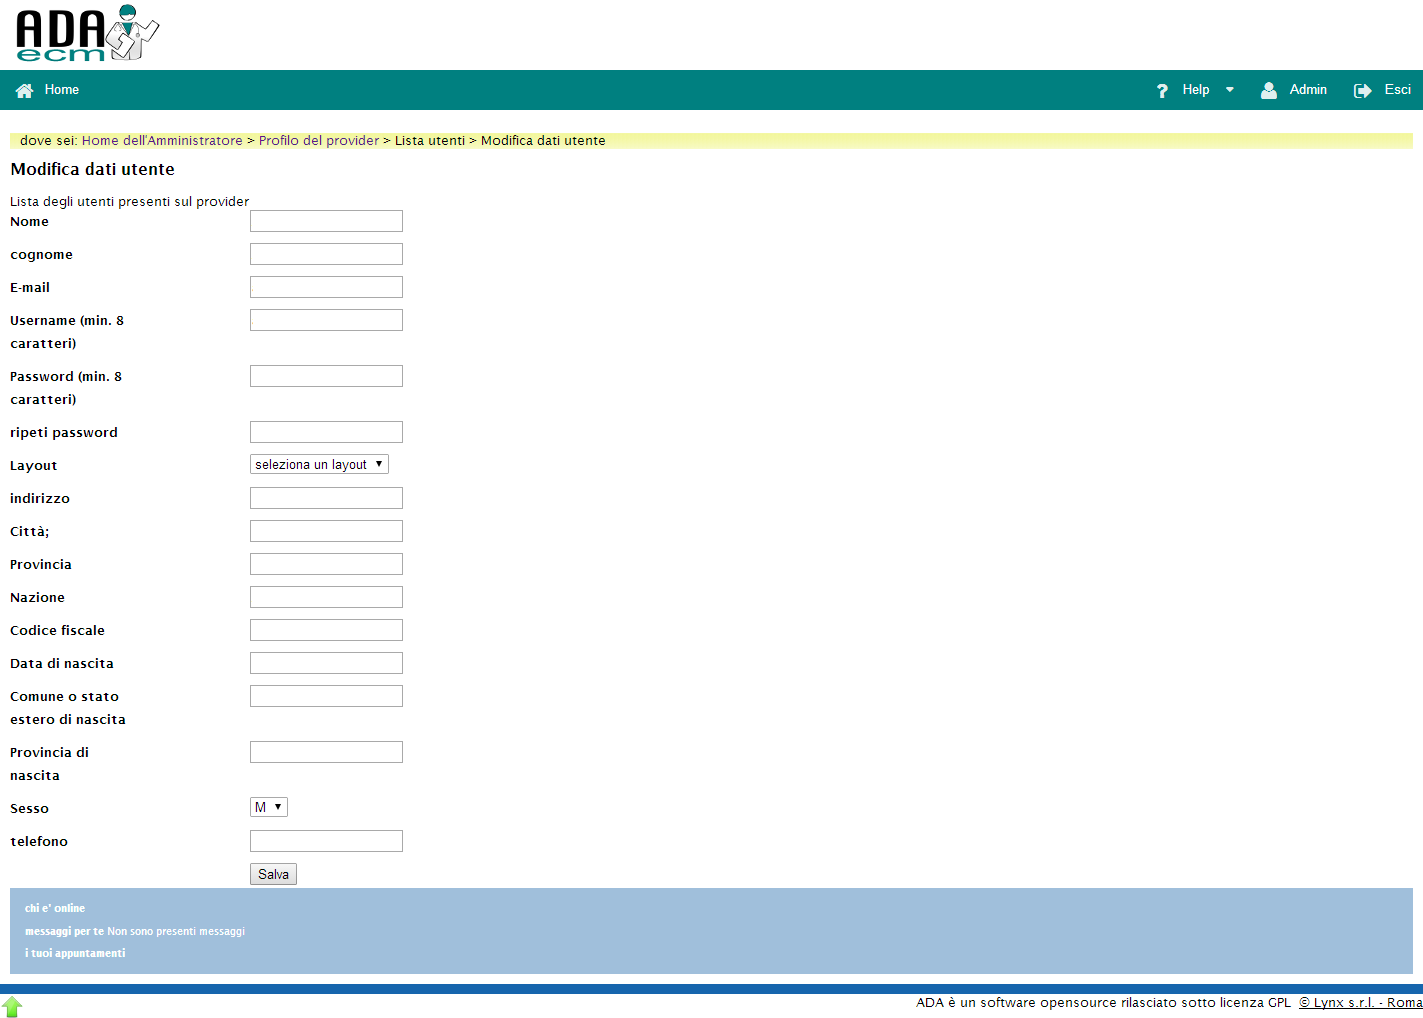 ADA
ecm
Home
Help
Admin
Esci
dove sei: Home dell'Amministratore > Profilo del provider > Lista utenti > Modifica dati utente
Modifica dati utente
Lista degli utenti presenti sul provider
Nome
cognome
E-mail
Username (min. 8
caratteri)
Password (min. 8
caratteri)
ripeti password
Layout seleziona un layout
indirizzo
Città;
Provincia
Nazione
Codice fiscale
Data di nascita
Comune o stato
estero di nascita
Provincia di
nascita
Sesso M
telefono
Salva
chi e' online
messaggi per te Non sono presenti messaggi
i tuoi appuntamenti
ADA è un software opensource rilasciato sotto licenza GPL © Lynx s.r.l. - Roma